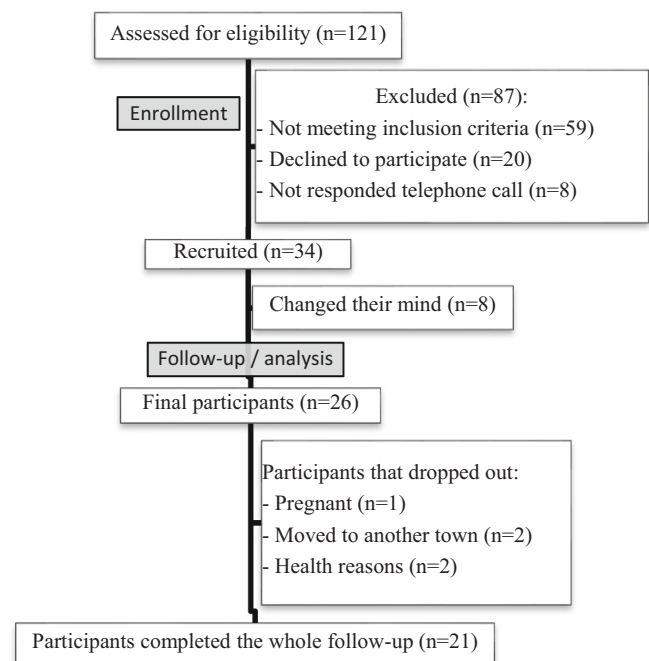 Assessed for eligibility (n=121)
Enrollment
Excluded (n=87):
- Not meeting inclusion criteria (n=59)
- Declined to participate (n=20)
- Not responded telephone call (n=8)
Recruited (n=34)
Changed their mind (n=8)
Follow-up / analysis
Final participants (n=26)
Participants that dropped out:
- Pregnant (n=1)
- Moved to another town (n=2)
- Health reasons (n=2)
Participants completed the whole follow-up (n=21)